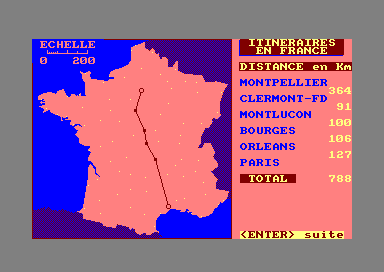 ECHELLE
0 200
ITINERAIRES
EN FRANCE
DISTANCE en Km
MONTPELLIER
364
CLERMONT-FD
91
MONTLUCON
100
BOURGES
106
ORLEANS
127
PARIS
TOTAL 788
<ENTER> suite